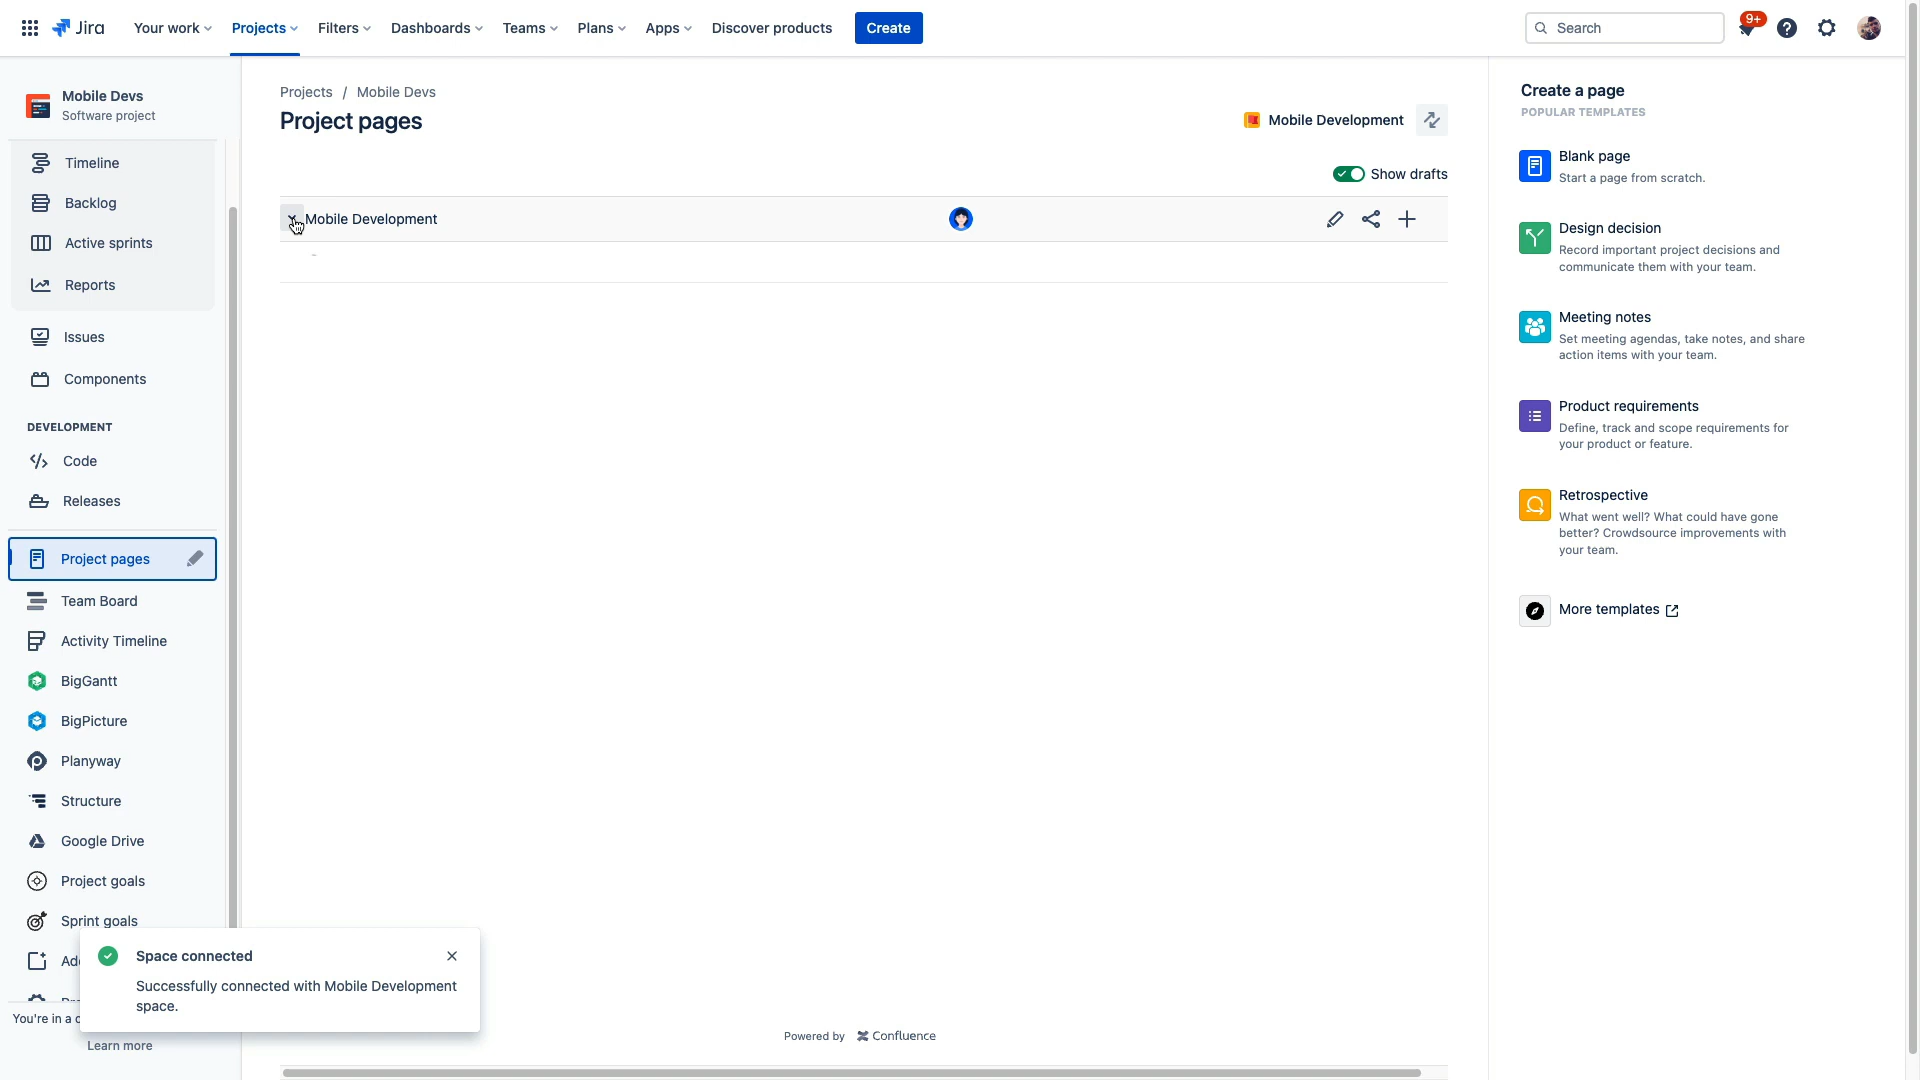 Jira
Your work
Projects
Filters
Dashboards
Teams
Plans
Apps
Discover products
Create
Search
9+
Mobile Devs
Software project
Timeline
Backlog
Active sprints
Reports
Issues
Components
DEVELOPMENT
Code
Releases
Project pages
Team Board
Activity Timeline
BigGantt
BigPicture
Planyway
Structure
Google Drive
Project goals
Sprint goals
You're in a
Learn more
Space connected
Successfully connected with Mobile Development
space.
Projects / Mobile Devs
Project pages
Mobile Development
Show drafts
Mobile Development
-
Powered by Confluence
Create a page
POPULAR TEMPLATES
Blank page
Start a page from scratch.
Design decision
Record important project decisions and
communicate them with your team.
Meeting notes
Set meeting agendas, take notes, and share
action items with your team.
Product requirements
Define, track and scope requirements for
your product or feature.
Retrospective
What went well? What could have gone
better? Crowdsource improvements with
your team.
More templates